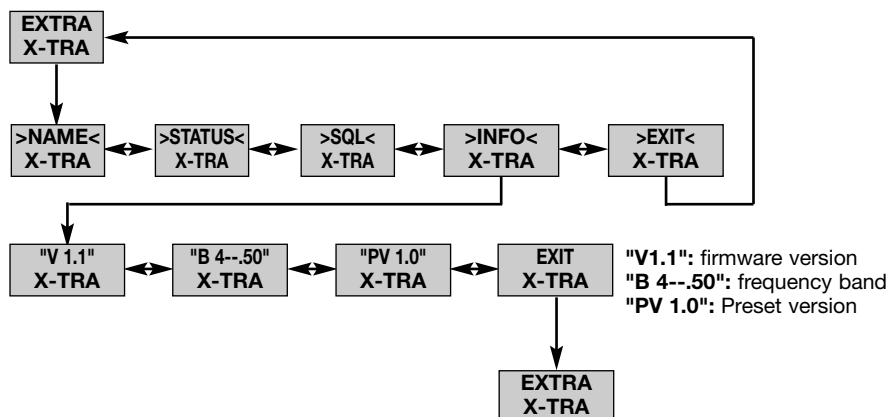 EXTRA
X-TRA
>NAME<
X-TRA
>STATUS<
X-TRA
>SQL<
X-TRA
>INFO<
X-TRA
>EXIT<
X-TRA
"V 1.1"
X-TRA
"B 4--.50"
X-TRA
"PV 1.0"
X-TRA
EXIT
X-TRA
"V1.1": firmware version
"B 4--.50": frequency band
"PV 1.0": Preset version
EXTRA
X-TRA